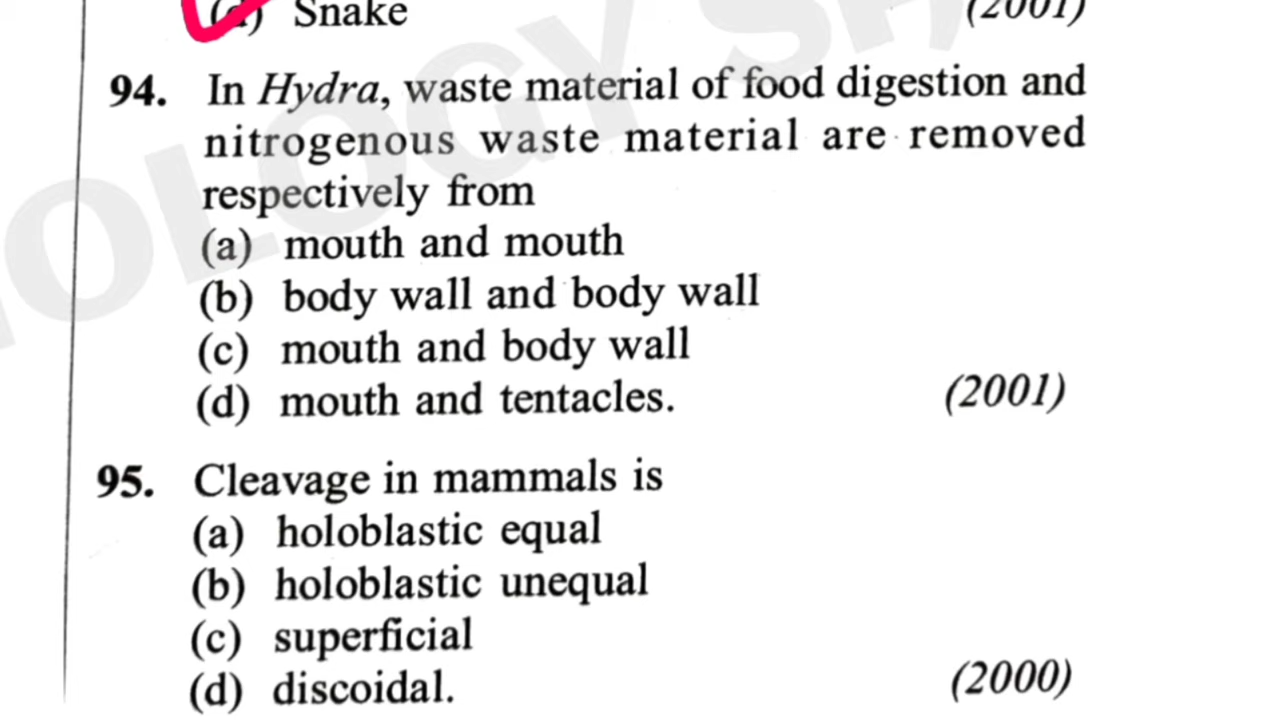 (d) Snake (2001)
94. In Hydra, waste material of food digestion and
nitrogenous waste material are removed
respectively from
(a) mouth and mouth
(b) body wall and body wall
(c) mouth and body wall
(d) mouth and tentacles. (2001)
95. Cleavage in mammals is
(a) holoblastic equal
(b) holoblastic unequal
(c) superficial
(d) discoidal. (2000)